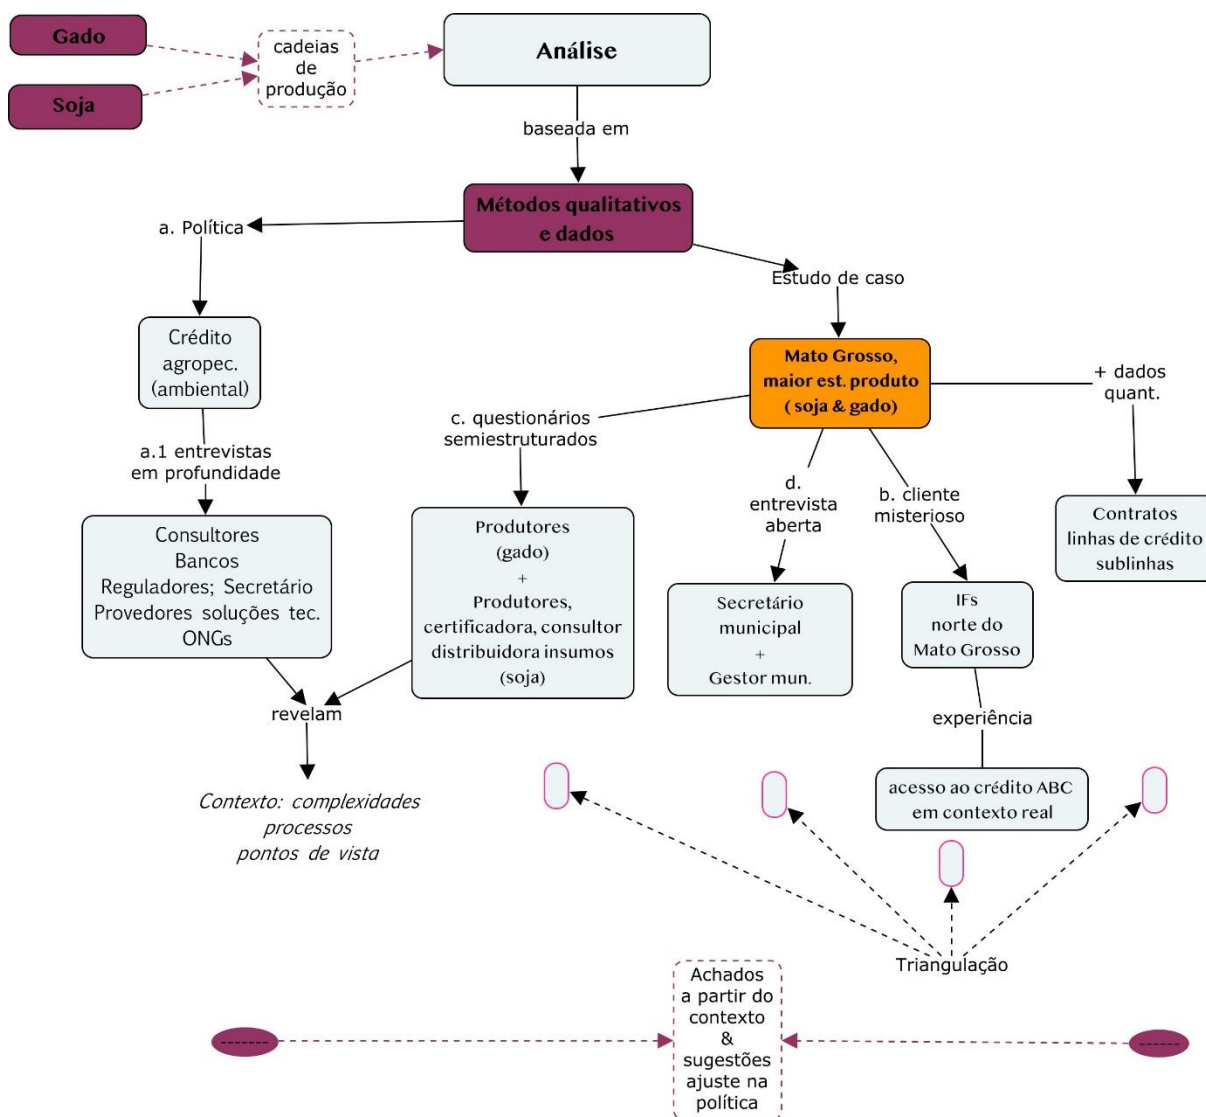 Gado
Soja
cadeias
de
produção
Análise
baseada em
Métodos qualitativos
e dados
a. Política
Estudo de caso
Crédito
agropec.
(ambiental)
Mato Grosso,
maior est. produto
( soja & gado)
+ dados
quant.
c. questionários
semiestruturados
a.1 entrevistas
em profundidade
d.
entrevista
aberta
b. cliente
misterioso
Consultores
Bancos
Reguladores; Secretário
Provedores soluções tec.
ONGs
Produtores
(gado)
+
Produtores,
certificadora, consultor
distribuidora insumos
(soja)
Secretário
municipal
+
Gestor mun.
IFs
norte do
Mato Grosso
Contratos
linhas de crédito
sublinhas
revelam
experiência
Contexto: complexidades
processos
pontos de vista
acesso ao crédito ABC
em contexto real
Triangulação
Achados
a partir do
contexto
&
sugestões
ajuste na
política
-------
-------